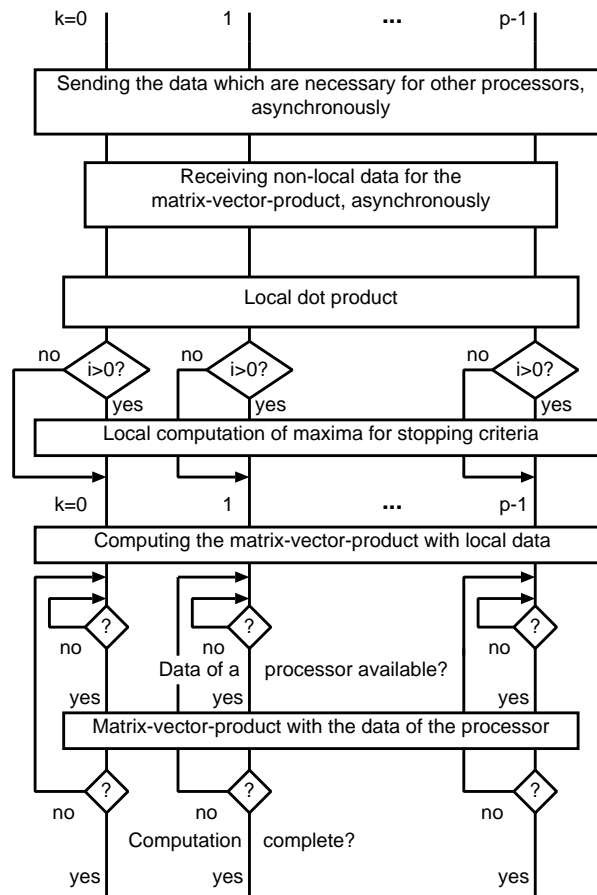 k=0 1 ... p-1
Sending the data which are necessary for other processors,
asynchronously
Receiving non-local data for the
matrix-vector-product, asynchronously
Local dot product
no no no
i>0? i>0? i>0?
yes yes yes
Local computation of maxima for stopping criteria
k=0 1 ... p-1
Computing the matrix-vector-product with local data
? ? ?
no no no
Data of a processor available?
yes yes yes
Matrix-vector-product with the data of the processor
? ? ?
no no no
Computation complete?
yes yes yes